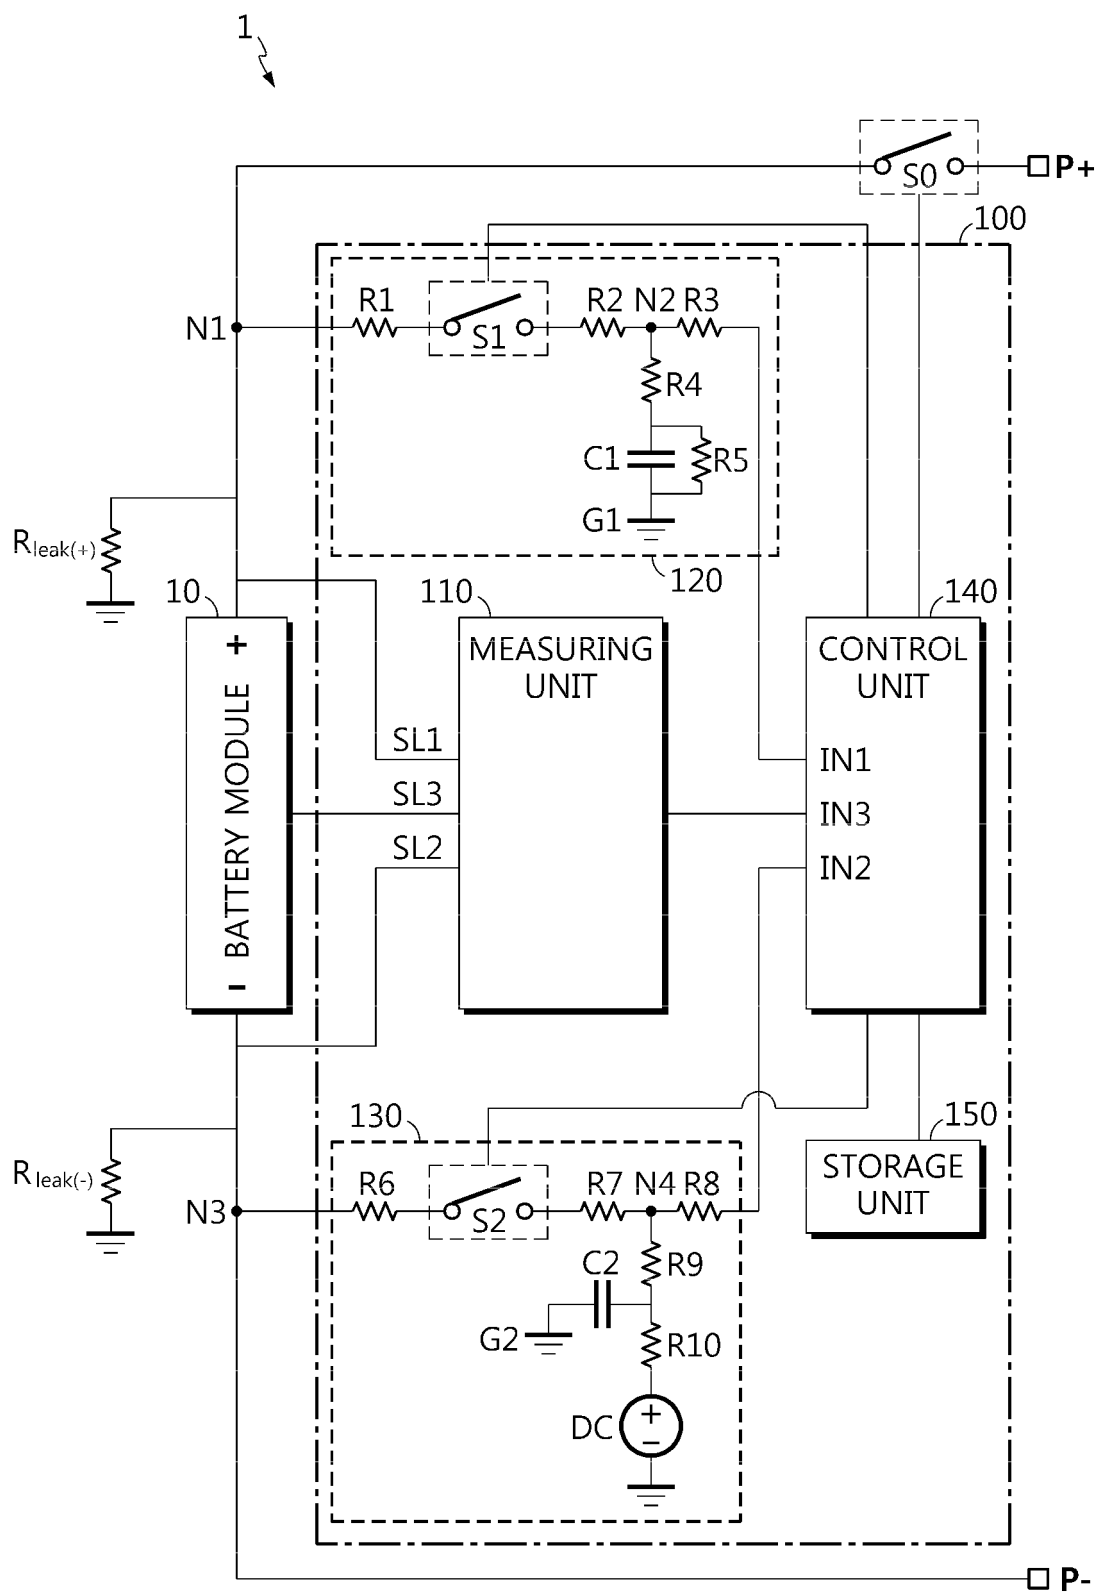 1
P+
S0
100
R1
R2 N2 R3
N1
S1
R4
C1
R5
G1
Rleak(+)
120
10
110
140
+
BATTERY MODULE
-
MEASURING
UNIT
CONTROL
UNIT
SL1
IN1
SL3
IN3
SL2
IN2
130
150
Rleak(-)
R6
R7 N4 R8
STORAGE
UNIT
N3
S2
C2
R9
G2
R10
DC
+
-
P-